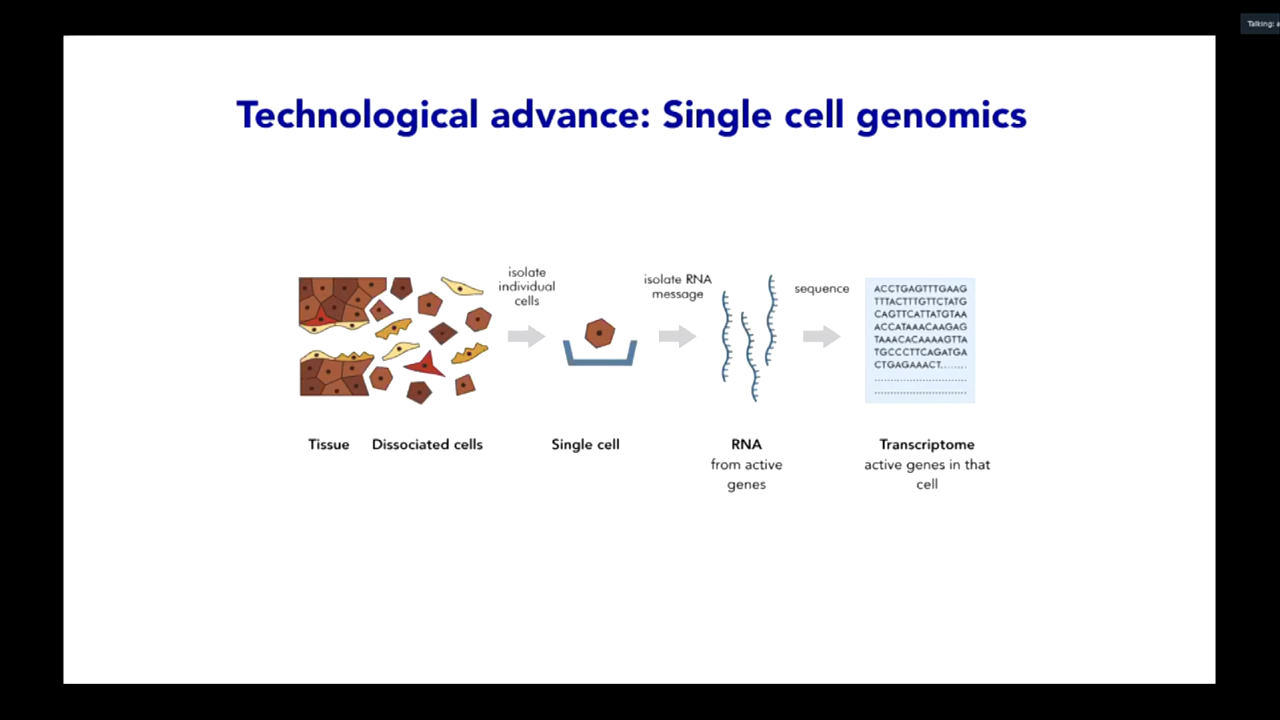 Talking: a
Technological advance: Single cell genomics
isolate
individual
cells
isolate RNA
message
sequence
ACCTGAGTTTGAAG
TTTACTTTGTTCTATG
CAGTTCATTATGTAA
ACCATAAACAAGAG
TAAACACAAAAGTTA
TGCCCTTCAGATGA
CTGAGAAACT.......
............................
............................
Tissue
Dissociated cells
Single cell
RNA
from active
genes
Transcriptome
active genes in that
cell